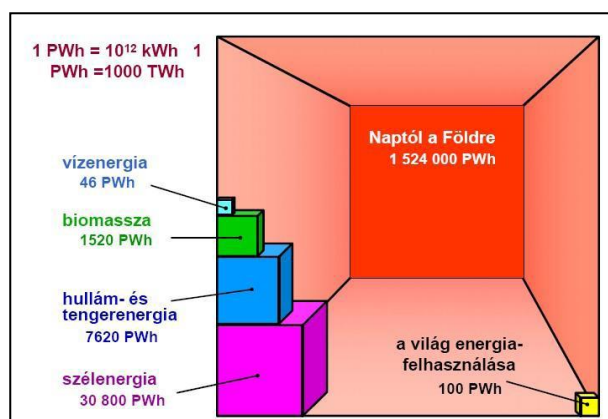 1 PWh = 10¹² kWh 1
PWh =1000 TWh
Naptól a Földre
1 524 000 PWh
vízenergia
46 PWh
biomassza
1520 PWh
hullám- és
tengerenergia
7620 PWh
szélenergia
30 800 PWh
a világ energia-
felhasználása
100 PWh